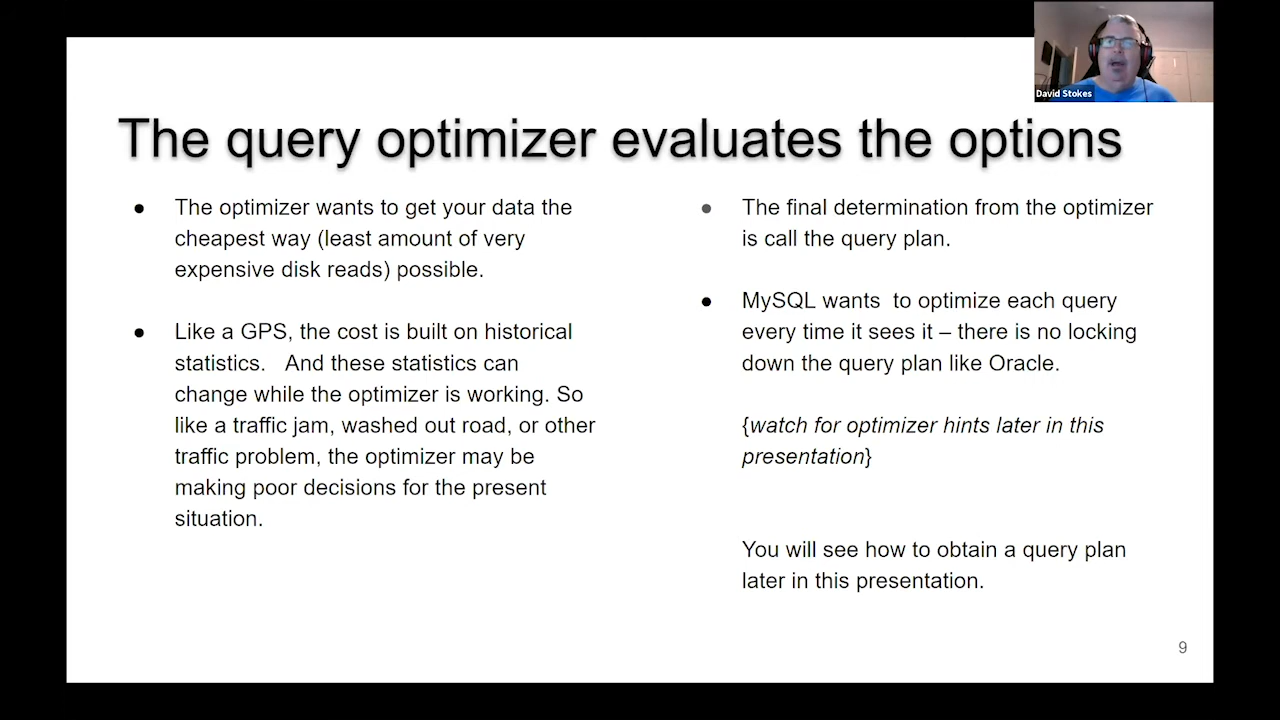 David Stokes
The query optimizer evaluates the options
● The optimizer wants to get your data the
cheapest way (least amount of very
expensive disk reads) possible.
● Like a GPS, the cost is built on historical
statistics.   And these statistics can
change while the optimizer is working. So
like a traffic jam, washed out road, or other
traffic problem, the optimizer may be
making poor decisions for the present
situation.
● The final determination from the optimizer
is call the query plan.
● MySQL wants  to optimize each query
every time it sees it – there is no locking
down the query plan like Oracle.
{watch for optimizer hints later in this
presentation}
You will see how to obtain a query plan
later in this presentation.
9